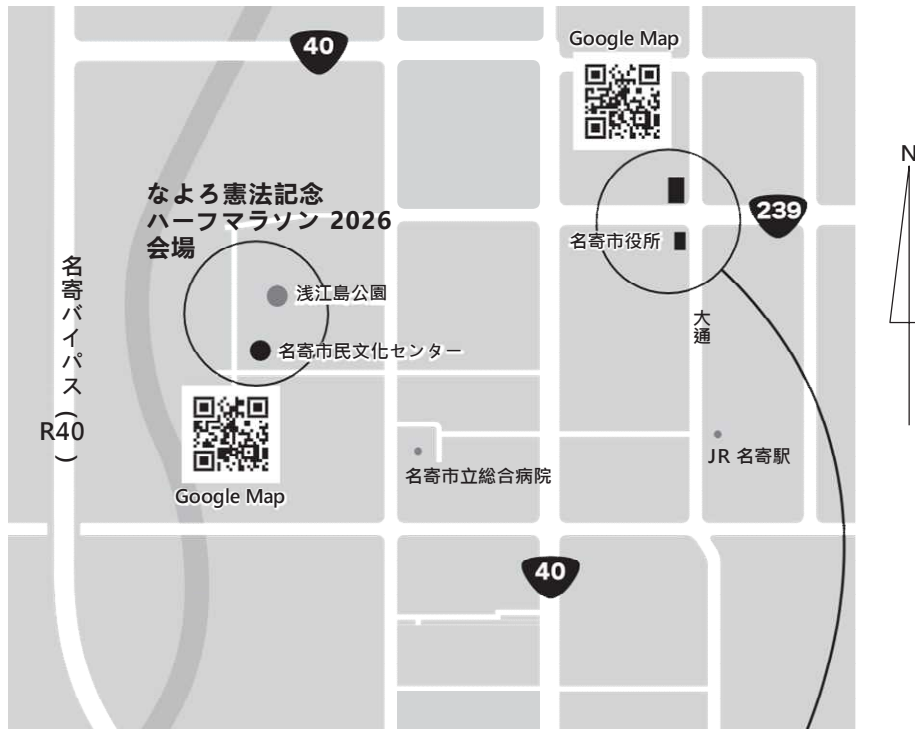 40
Google Map
N
なよろ憲法記念
ハーフマラソン 2026
会場
239
名寄市役所
名寄バイパス(R40)
浅江島公園
大通
名寄市民文化センター
JR 名寄駅
名寄市立総合病院
Google Map
40